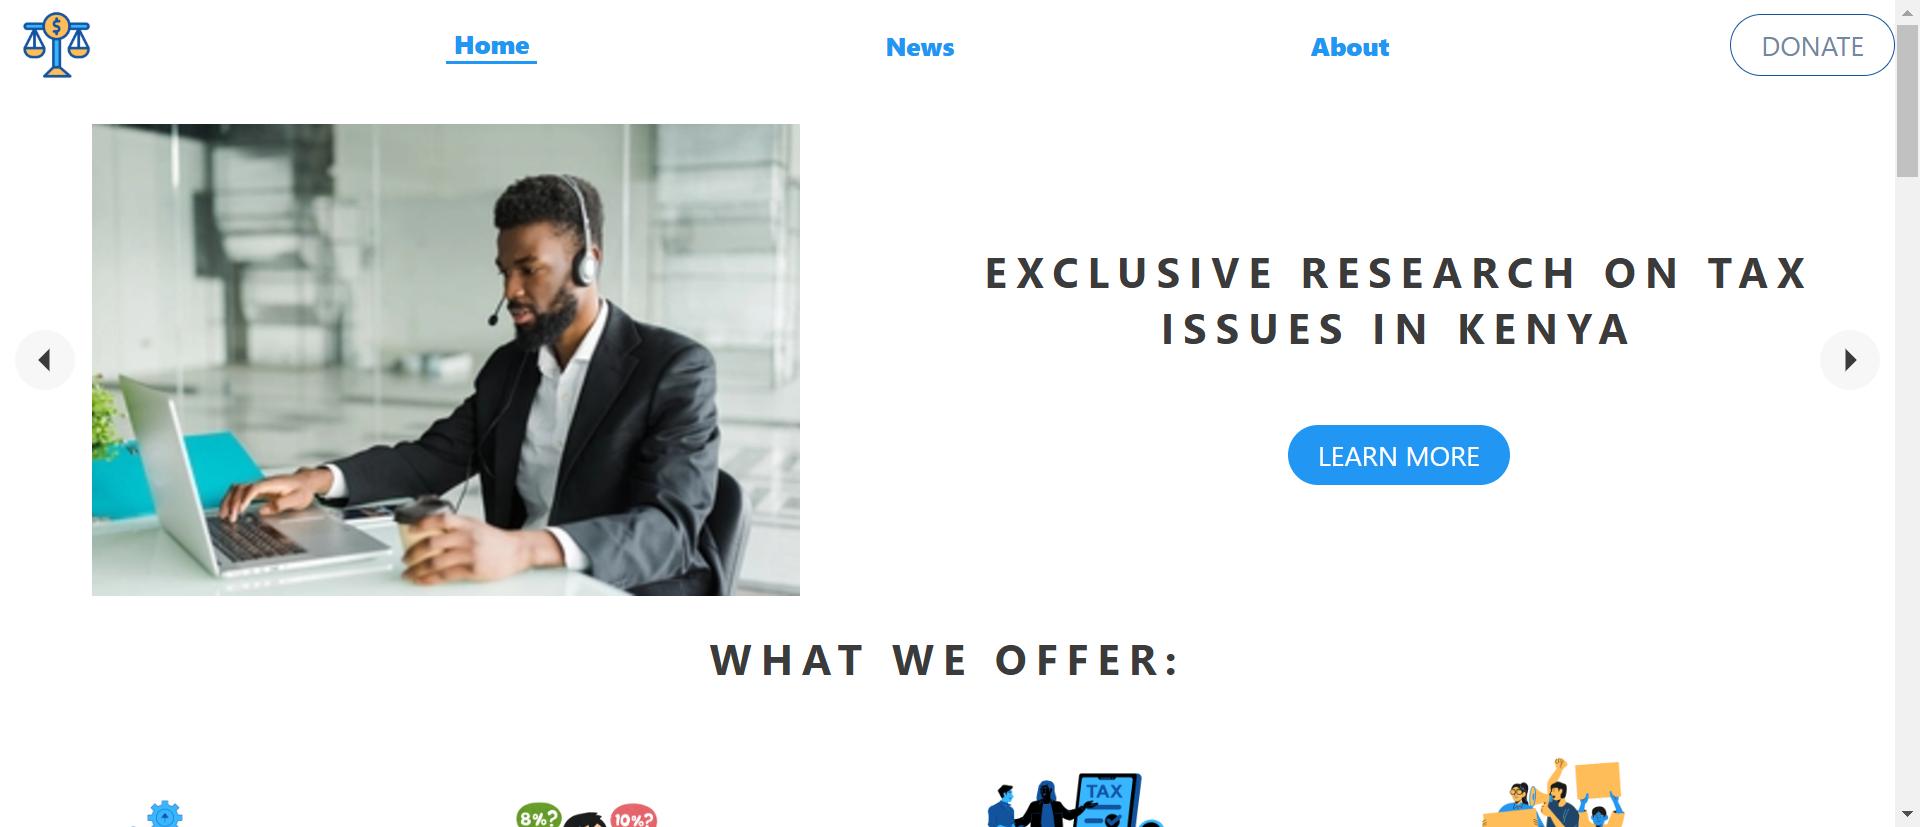 $
Home
News
About
DONATE
EXCLUSIVE RESEARCH ON TAX
ISSUES IN KENYA
LEARN MORE
WHAT WE OFFER:
8%?
10%?
TAX